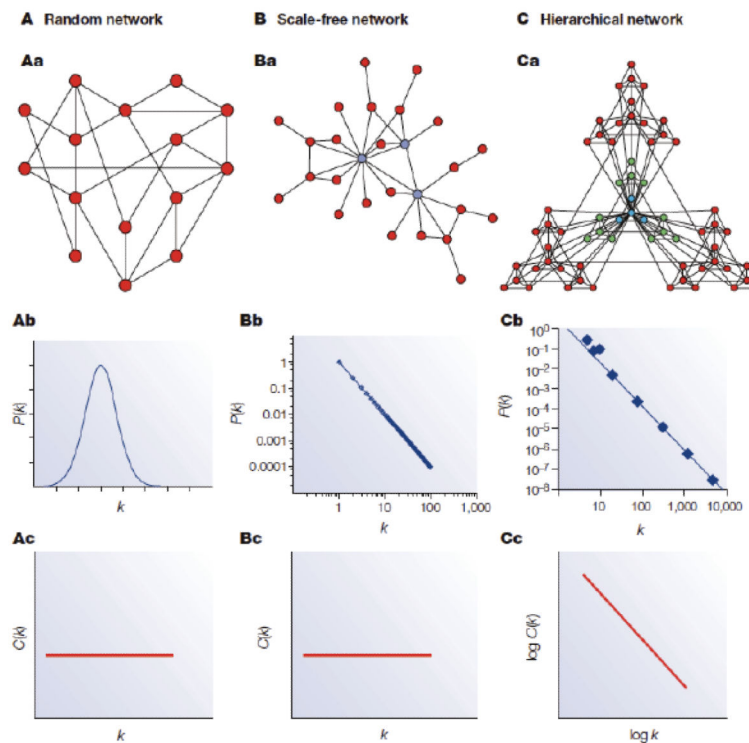 A Random network
B Scale-free network
C Hierarchical network
Aa
Ba
Ca
Ab
P(k)
k
Bb
1
0.1
0.01
0.001
0.0001
P(k)
1
10
100
1,000
k
Cb
10⁰
10⁻¹
10⁻²
10⁻³
10⁻⁴
10⁻⁵
10⁻⁶
10⁻⁷
10⁻⁸
P(k)
10
100
1,000
10,000
k
Ac
C(k)
k
Bc
C(k)
k
Cc
log C(k)
log k